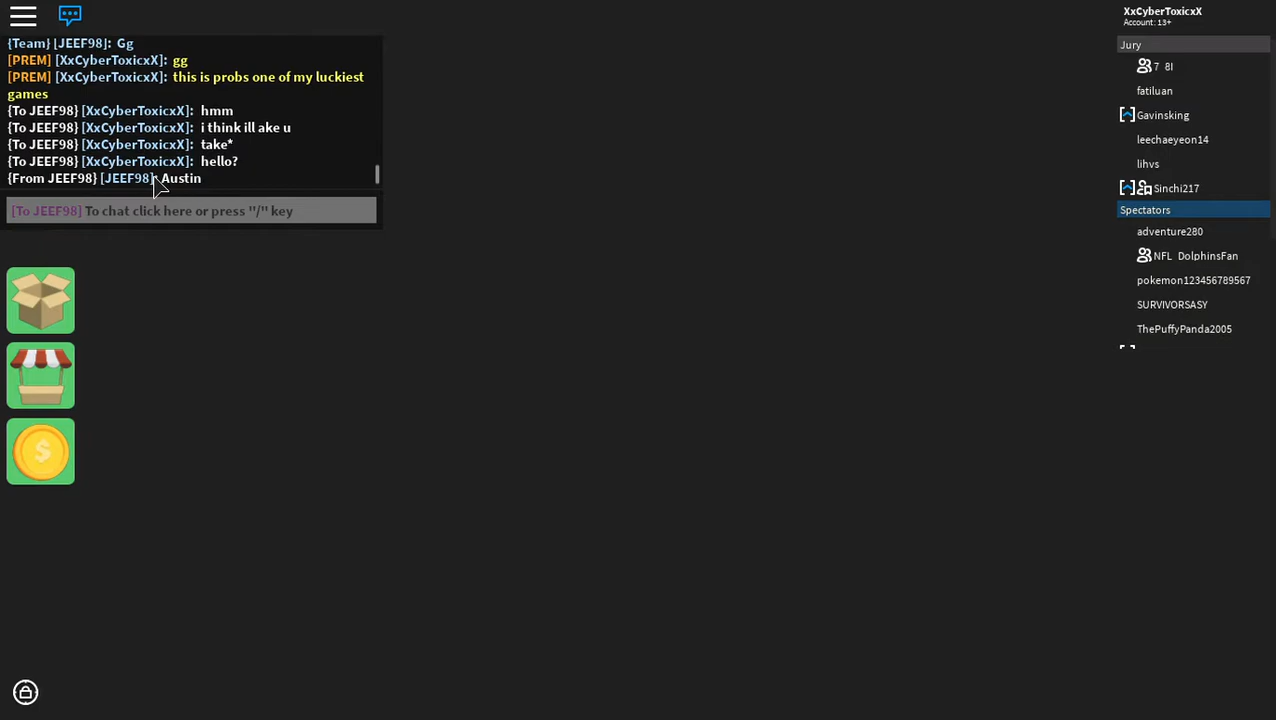 XxCyberToxicxX
Account: 13+
{Team} [JEEF98]: Gg
[PREM] [XxCyberToxicxX]: gg
[PREM] [XxCyberToxicxX]: this is probs one of my luckiest
games
{To JEEF98} [XxCyberToxicxX]: hmm
{To JEEF98} [XxCyberToxicxX]: i think ill ake u
{To JEEF98} [XxCyberToxicxX]: take*
{To JEEF98} [XxCyberToxicxX]: hello?
{From JEEF98} [JEEF98]: Austin
[To JEEF98] To chat click here or press "/" key
Jury
7 8I
fatiluan
Gavinsking
leechaeyeon14
lihvs
Sinchi217
Spectators
adventure280
NFL DolphinsFan
pokemon123456789567
SURVIVORSASY
ThePuffyPanda2005